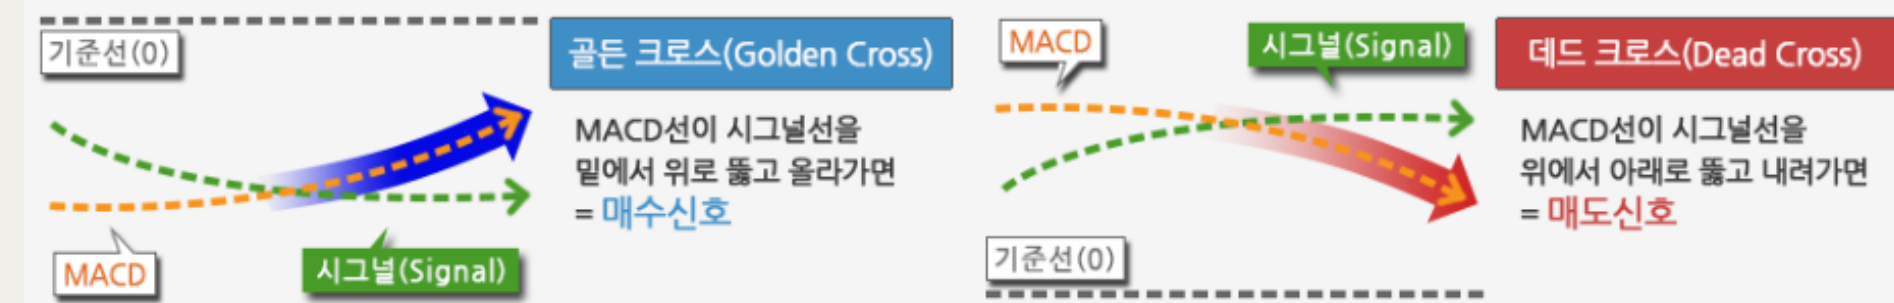 기준선(0)
골든 크로스(Golden Cross)
MACD선이 시그널선을
밑에서 위로 뚫고 올라가면
= 매수신호
MACD
시그널(Signal)
MACD
시그널(Signal)
데드 크로스(Dead Cross)
MACD선이 시그널선을
위에서 아래로 뚫고 내려가면
= 매도신호
기준선(0)